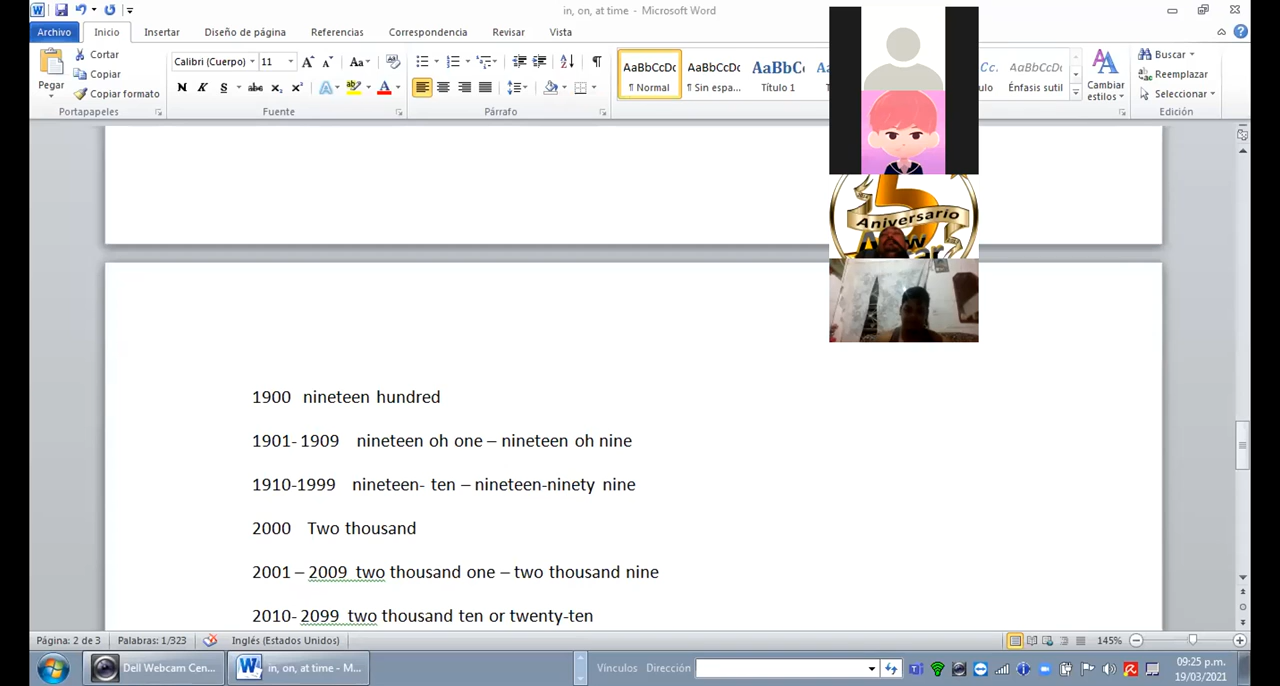 in, on, at time - Microsoft Word
Archivo Inicio Insertar Diseño de página Referencias Correspondencia Revisar Vista
Pegar
Cortar
Copiar
Copiar formato
Portapapeles
Calibri (Cuerpo) 11
Fuente
Párrafo
AaBbCcDc AaBbCcDc AaBbCc AaBbCcDc
¶ Normal ¶ Sin espa... Título 1 Énfasis sutil
Cambiar estilos
Buscar
Reemplazar
Seleccionar
Edición
Aniversario
1900 nineteen hundred
1901- 1909 nineteen oh one – nineteen oh nine
1910-1999 nineteen- ten – nineteen-ninety nine
2000 Two thousand
2001 – 2009 two thousand one – two thousand nine
2010- 2099 two thousand ten or twenty-ten
Página: 2 de 3 Palabras: 1/323 Inglés (Estados Unidos) 145%
Dell Webcam Cen... in, on, at time - M... Vínculos Dirección 09:25 p.m.
19/03/2021